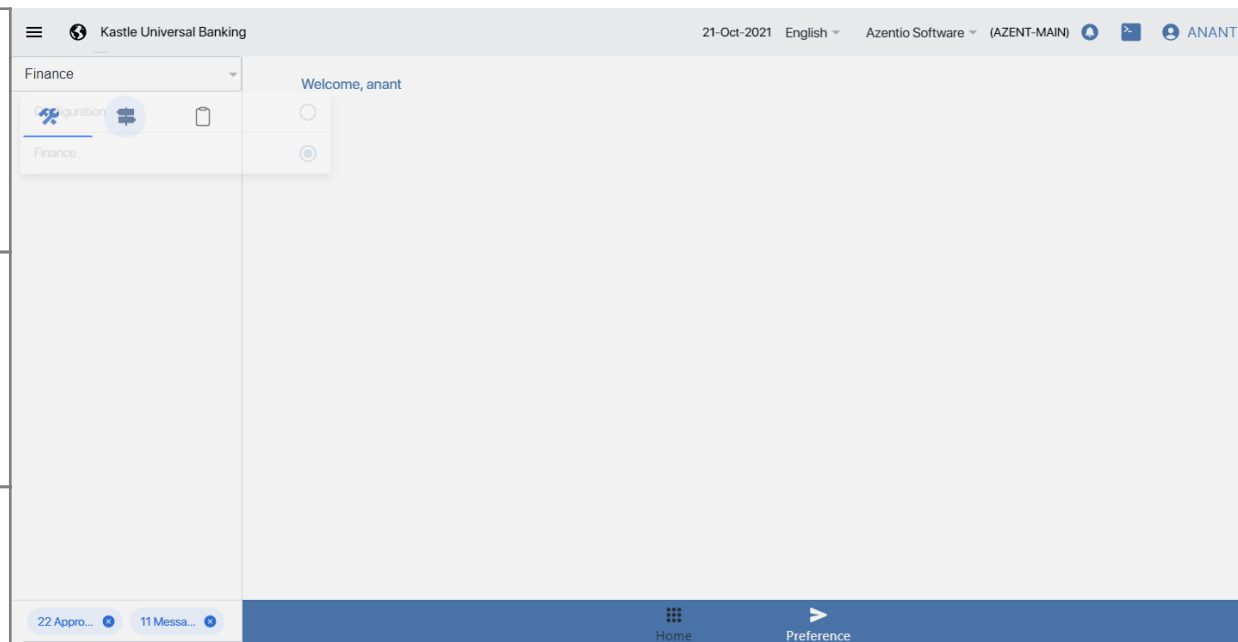 Kastle Universal Banking
21-Oct-2021 English Azentio Software (AZENT-MAIN) ANANT
Finance
Welcome, anant
Configuration
Finance
22 Appro... 11 Messa...
Home Preference